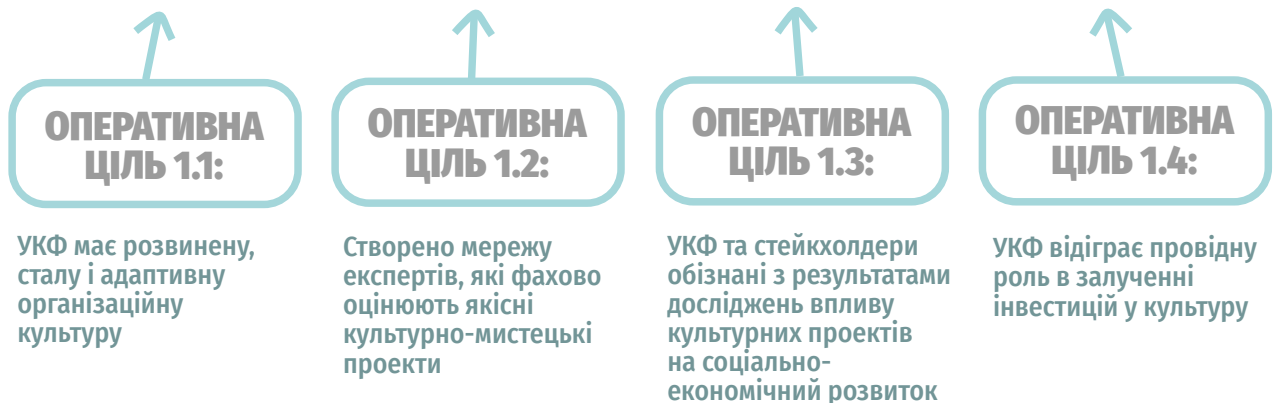 ОПЕРАТИВНА
ЦІЛЬ 1.1:
УКФ має розвинену,
сталу і адаптивну
організаційну
культуру
ОПЕРАТИВНА
ЦІЛЬ 1.2:
Створено мережу
експертів, які фахово
оцінюють якісні
культурно-мистецькі
проекти
ОПЕРАТИВНА
ЦІЛЬ 1.3:
УКФ та стейкхолдери
обізнані з результатами
досліджень впливу
культурних проектів
на соціально-
економічний розвиток
ОПЕРАТИВНА
ЦІЛЬ 1.4:
УКФ відіграє провідну
роль в залученні
інвестицій у культуру